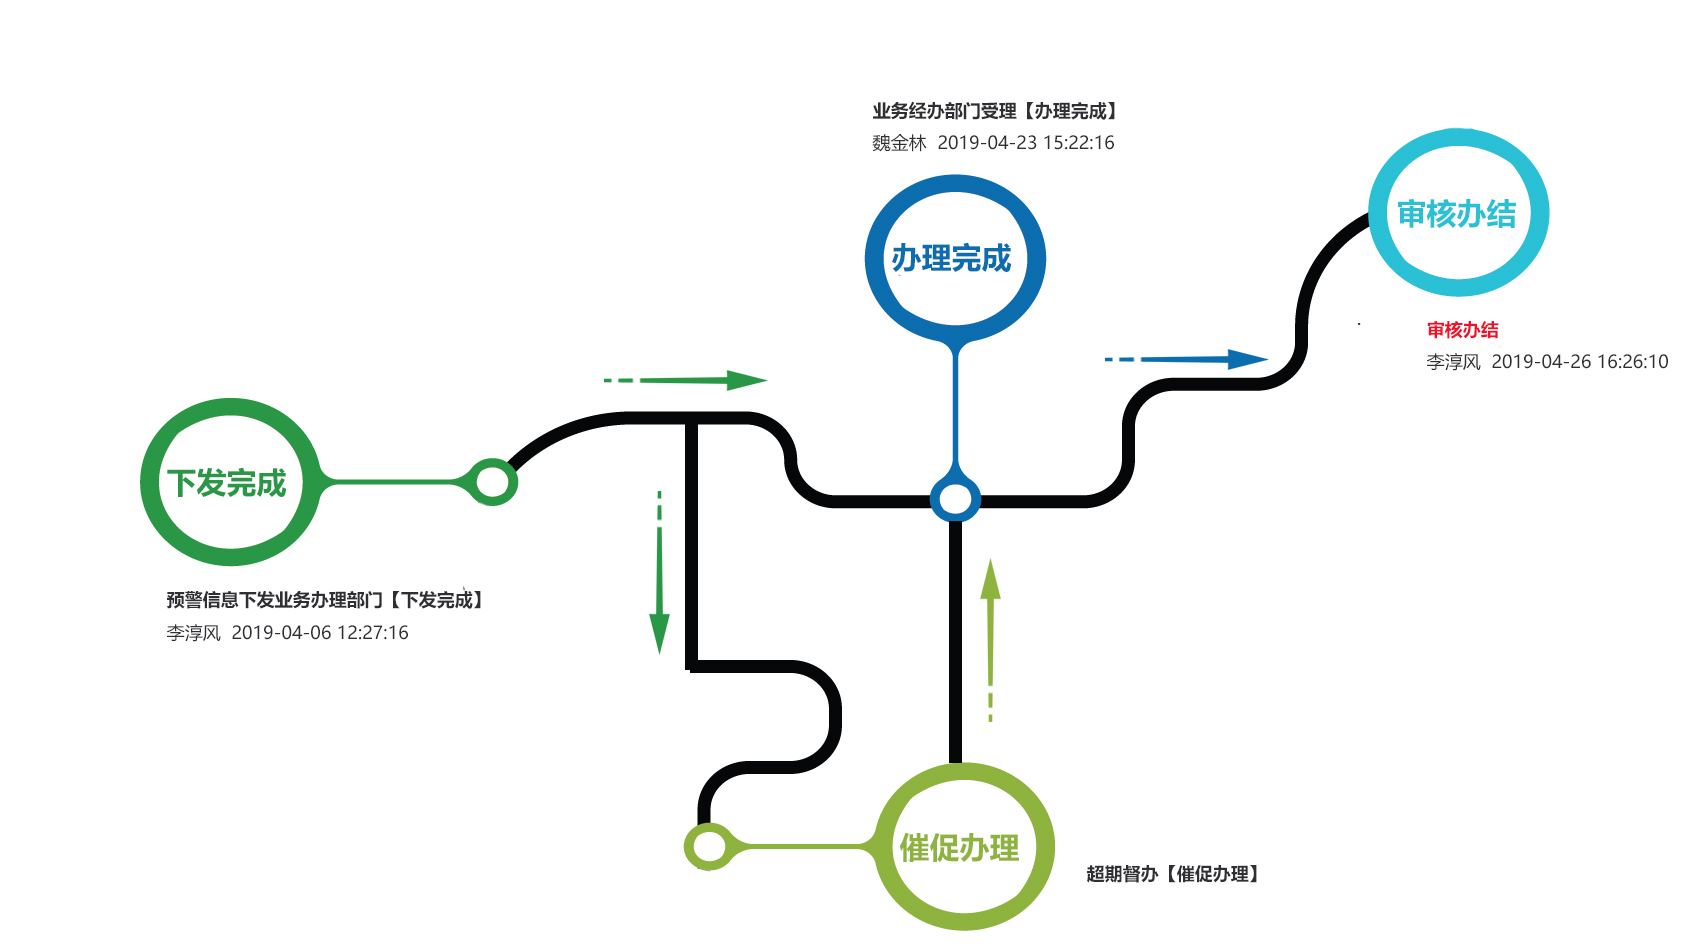 业务经办部门受理【办理完成】
魏金林 2019-04-23 15:22:16
办理完成
审核办结
审核办结
李淳风 2019-04-26 16:26:10
下发完成
预警信息下发业务办理部门【下发完成】
李淳风 2019-04-06 12:27:16
催促办理
超期督办【催促办理】